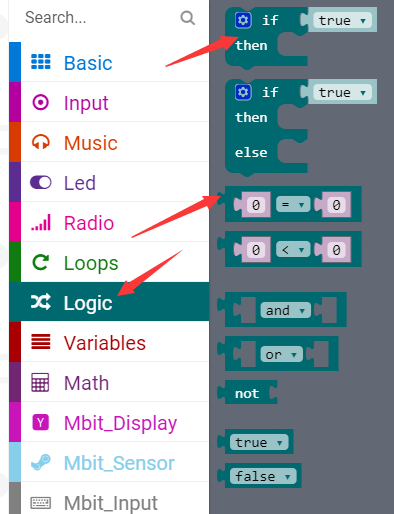 Search...
Basic
Input
Music
Led
Radio
Loops
Logic
Variables
Math
Mbit_Display
Mbit_Sensor
Mbit_Input
if true
then
if true
then
else
0 = 0
0 < 0
and
or
not
true
false